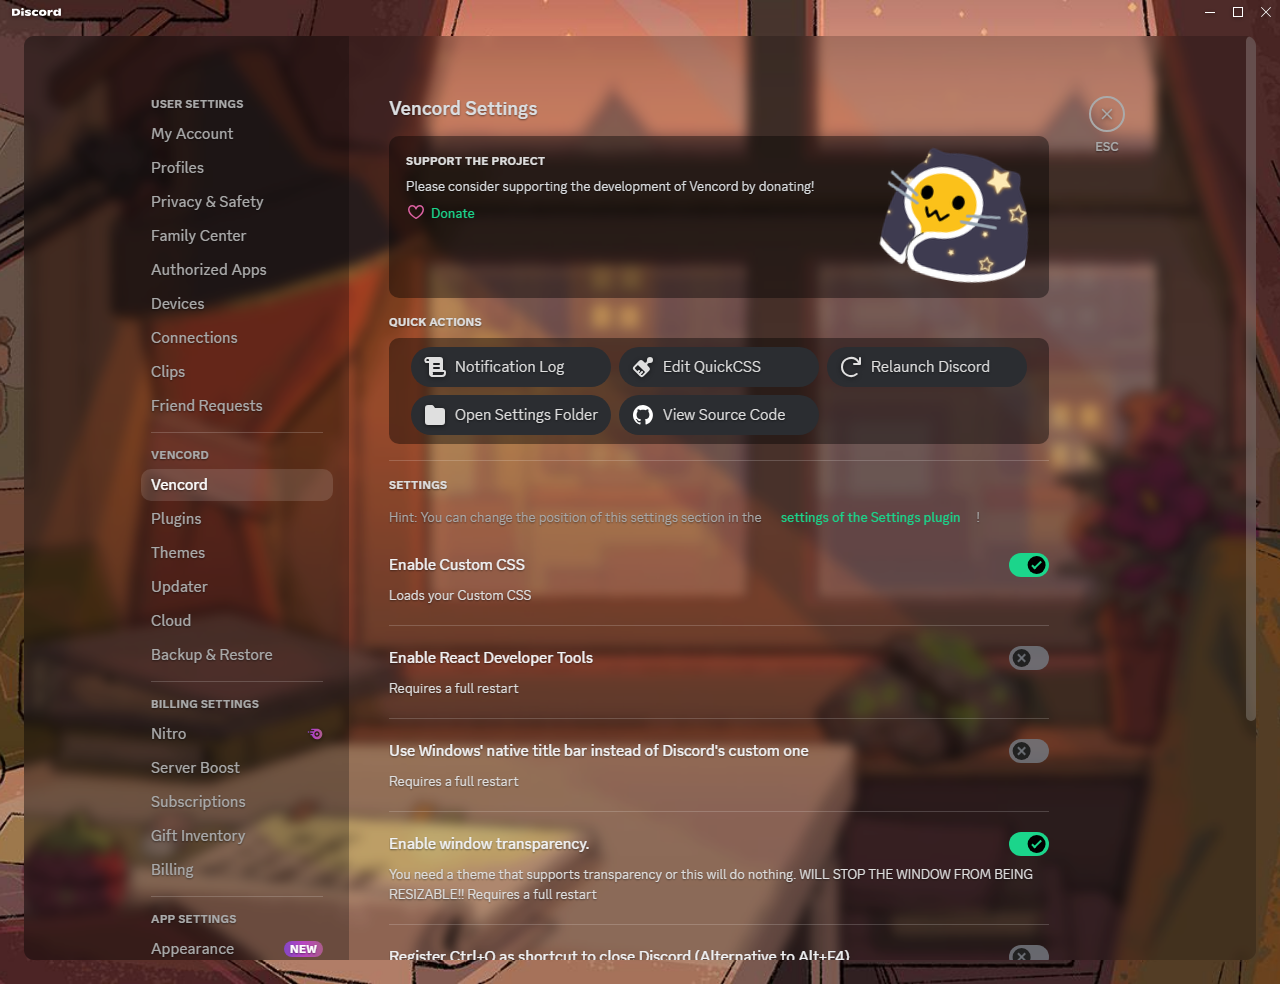 Discord
USER SETTINGS
My Account
Profiles
Privacy & Safety
Family Center
Authorized Apps
Devices
Connections
Clips
Friend Requests
VENCORD
Vencord
Plugins
Themes
Updater
Cloud
Backup & Restore
BILLING SETTINGS
Nitro
Server Boost
Subscriptions
Gift Inventory
Billing
APP SETTINGS
Appearance NEW
Vencord Settings
ESC
SUPPORT THE PROJECT
Please consider supporting the development of Vencord by donating!
Donate
QUICK ACTIONS
Notification Log
Edit QuickCSS
Relaunch Discord
Open Settings Folder
View Source Code
SETTINGS
Hint: You can change the position of this settings section in the settings of the Settings plugin !
Enable Custom CSS
Loads your Custom CSS
Enable React Developer Tools
Requires a full restart
Use Windows' native title bar instead of Discord's custom one
Requires a full restart
Enable window transparency.
You need a theme that supports transparency or this will do nothing. WILL STOP THE WINDOW FROM BEING
RESIZABLE!! Requires a full restart
Register Ctrl+Q as shortcut to close Discord (Alternative to Alt+F4)